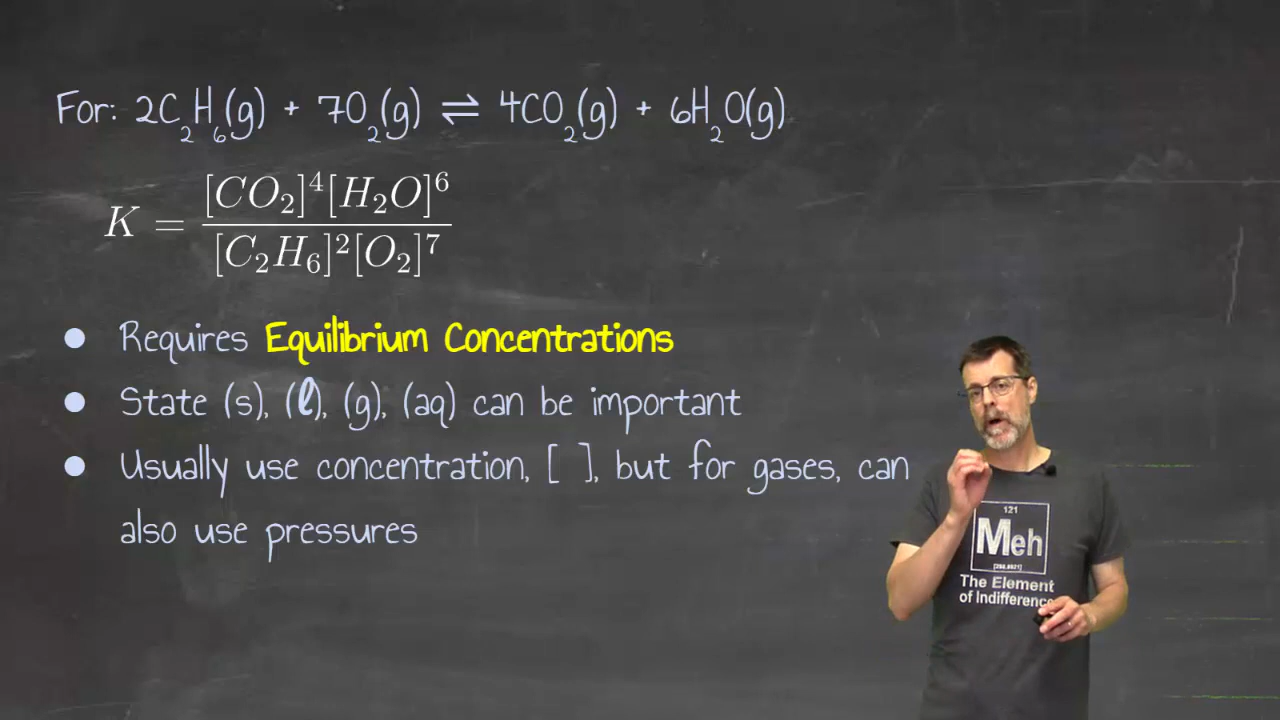 For: 2C₂H₆(g) + 7O₂(g) ⇌ 4CO₂(g) + 6H₂O(g)
K = [CO₂]⁴[H₂O]⁶ / [C₂H₆]²[O₂]⁷
● Requires Equilibrium Concentrations
● State (s), (ℓ), (g), (aq) can be important
● Usually use concentration, [ ], but for gases, can
also use pressures
121
Meh
The Element
of Indifference